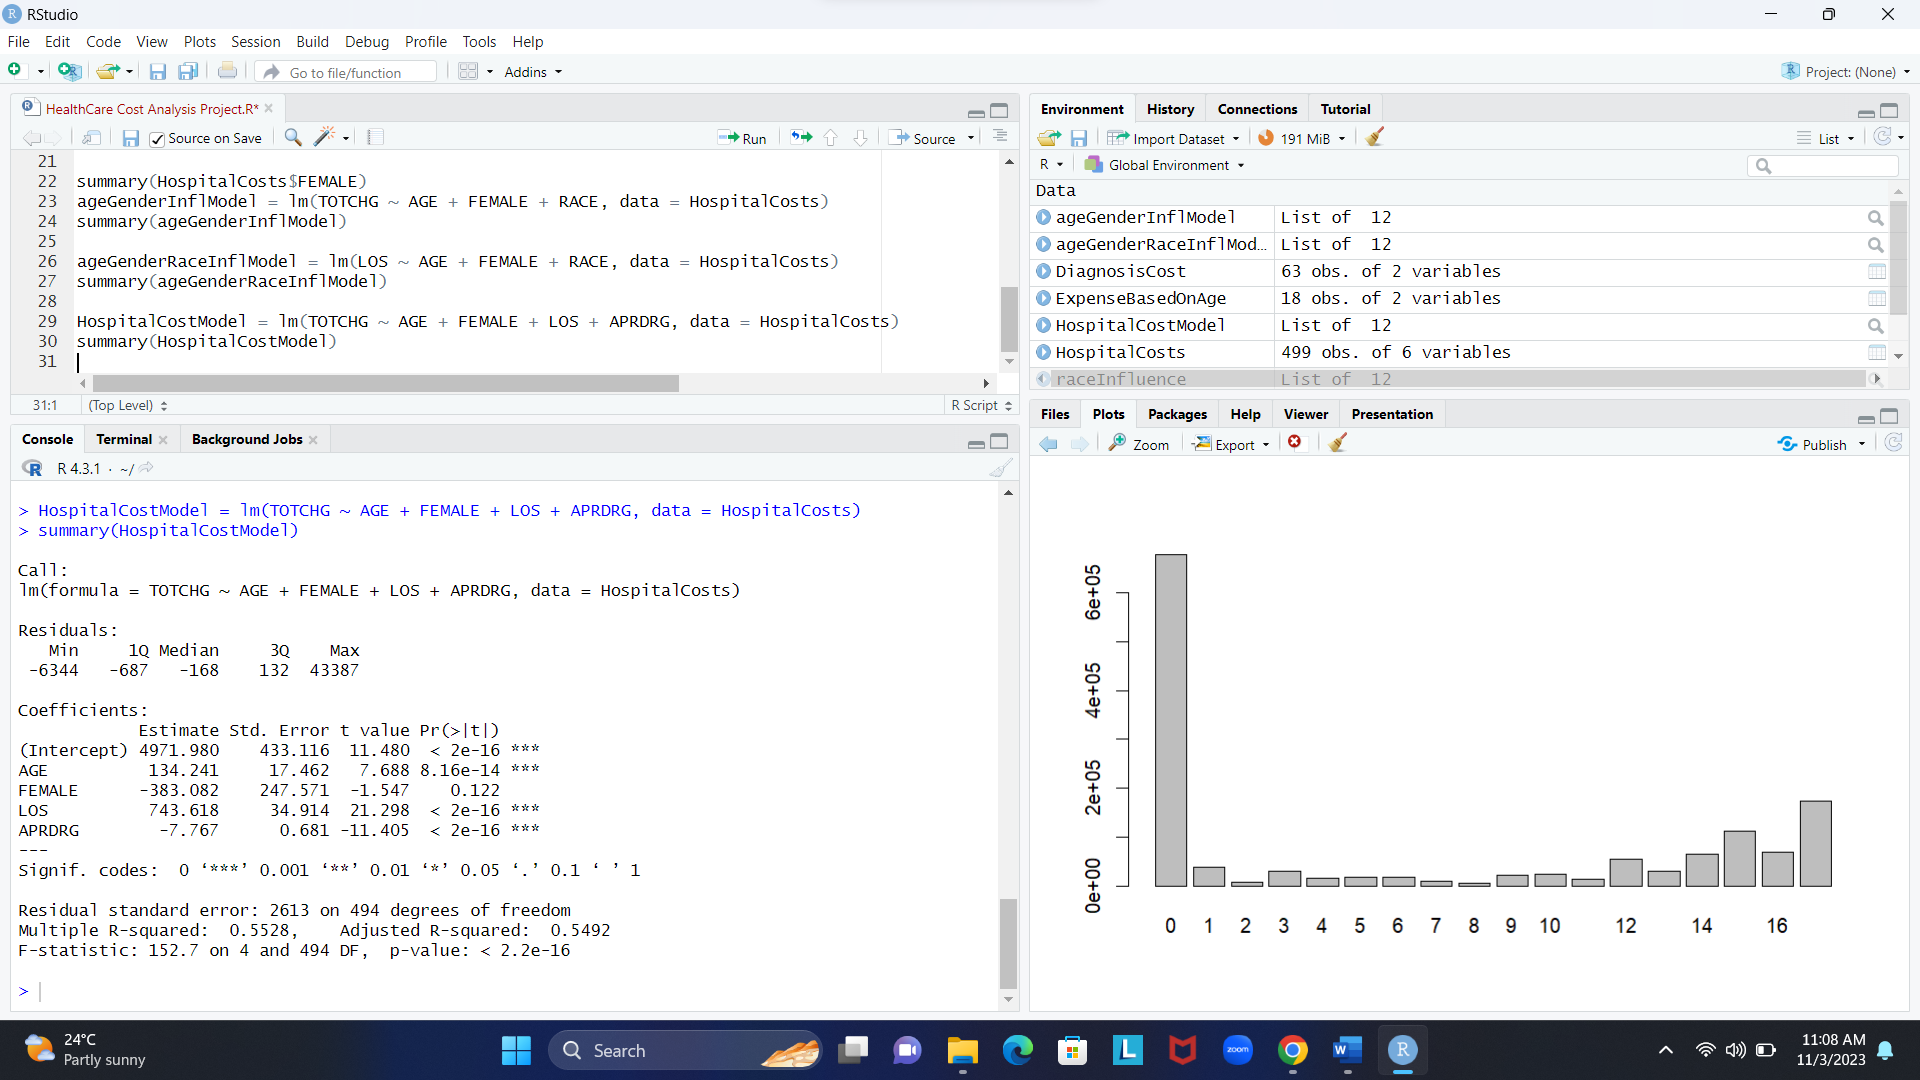 RStudio
File Edit Code View Plots Session Build Debug Profile Tools Help
Go to file/function Addins Project: (None)
HealthCare Cost Analysis Project.R*
Source on Save Run Source
21
22 summary(HospitalCosts$FEMALE)
23 ageGenderInflModel = lm(TOTCHG ~ AGE + FEMALE + RACE, data = HospitalCosts)
24 summary(ageGenderInflModel)
25
26 ageGenderRaceInflModel = lm(LOS ~ AGE + FEMALE + RACE, data = HospitalCosts)
27 summary(ageGenderRaceInflModel)
28
29 HospitalCostModel = lm(TOTCHG ~ AGE + FEMALE + LOS + APRDRG, data = HospitalCosts)
30 summary(HospitalCostModel)
31
31:1 (Top Level) R Script
Console Terminal Background Jobs
R 4.3.1 · ~/
> HospitalCostModel = lm(TOTCHG ~ AGE + FEMALE + LOS + APRDRG, data = HospitalCosts)
> summary(HospitalCostModel)
Call:
lm(formula = TOTCHG ~ AGE + FEMALE + LOS + APRDRG, data = HospitalCosts)
Residuals:
Min 1Q Median 3Q Max
-6344 -687 -168 132 43387
Coefficients:
Estimate Std. Error t value Pr(>|t|)
(Intercept) 4971.980 433.116 11.480 < 2e-16 ***
AGE 134.241 17.462 7.688 8.16e-14 ***
FEMALE -383.082 247.571 -1.547 0.122
LOS 743.618 34.914 21.298 < 2e-16 ***
APRDRG -7.767 0.681 -11.405 < 2e-16 ***
---
Signif. codes: 0 ‘***’ 0.001 ‘**’ 0.01 ‘*’ 0.05 ‘.’ 0.1 ‘ ’ 1
Residual standard error: 2613 on 494 degrees of freedom
Multiple R-squared: 0.5528, Adjusted R-squared: 0.5492
F-statistic: 152.7 on 4 and 494 DF, p-value: < 2.2e-16
>
Environment History Connections Tutorial
Import Dataset 191 MiB List
R Global Environment
Data
ageGenderInflModel List of 12
ageGenderRaceInflMod… List of 12
DiagnosisCost 63 obs. of 2 variables
ExpenseBasedOnAge 18 obs. of 2 variables
HospitalCostModel List of 12
HospitalCosts 499 obs. of 6 variables
raceInfluence List of 12
Files Plots Packages Help Viewer Presentation
Zoom Export Publish
6e+05
4e+05
2e+05
0e+00
0 1 2 3 4 5 6 7 8 9 10 12 14 16
24°C
Partly sunny
Search
zoom
11:08 AM
11/3/2023